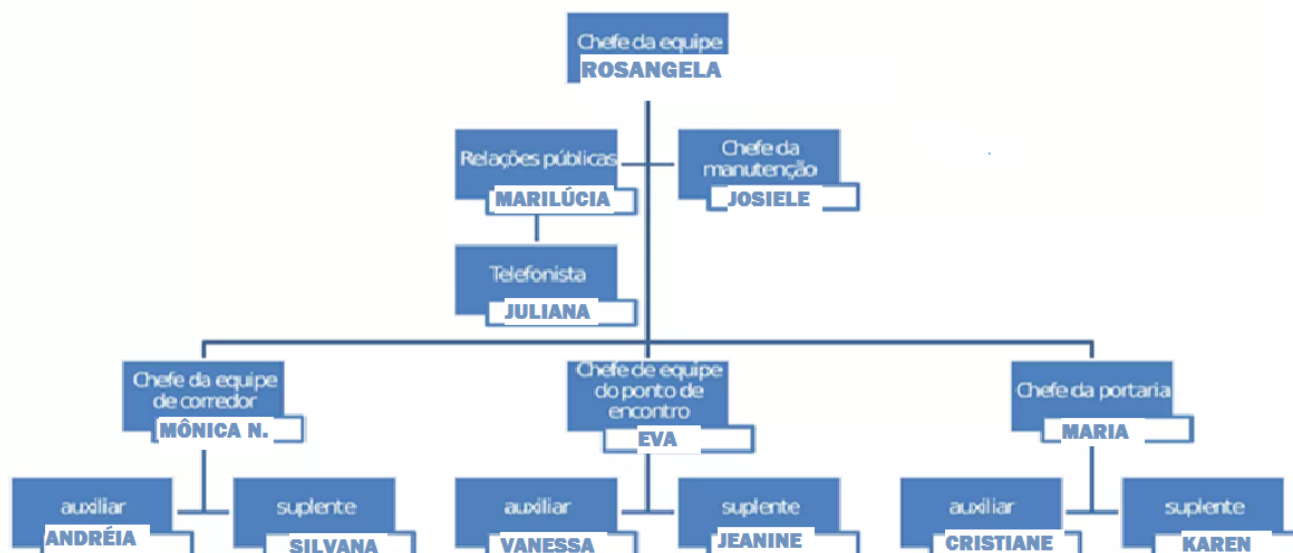 Chefe da equipe
ROSANGELA
Relações públicas
MARILÚCIA
Chefe da
manutenção
JOSIELE
Telefonista
JULIANA
Chefe da equipe
de corredor
MÔNICA N.
Chefe de equipe
do ponto de
encontro
EVA
Chefe da portaria
MARIA
auxiliar
ANDRÉIA
suplente
SILVANA
auxiliar
VANESSA
suplente
JEANINE
auxiliar
CRISTIANE
suplente
KAREN